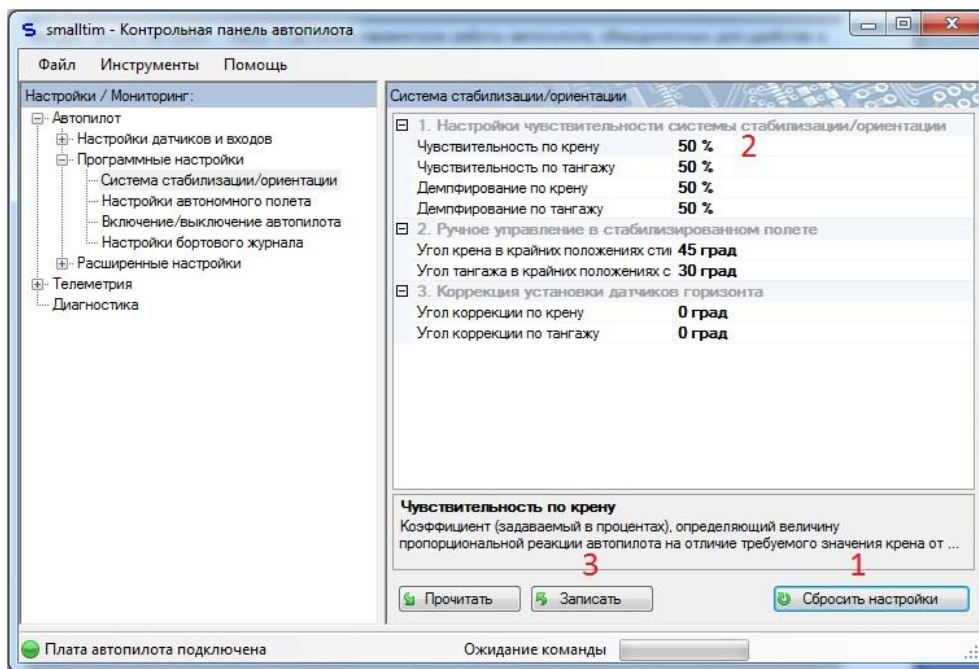 smalltim - Контрольная панель автопилота
Файл Инструменты Помощь
Настройки / Мониторинг:
Автопилот
Настройки датчиков и входов
Программные настройки
Система стабилизации/ориентации
Настройки автономного полета
Включение/выключение автопилота
Настройки бортового журнала
Расширенные настройки
Телеметрия
Диагностика
Система стабилизации/ориентации
1. Настройки чувствительности системы стабилизации/ориентации
Чувствительность по крену 50 % 2
Чувствительность по тангажу 50 %
Демпфирование по крену 50 %
Демпфирование по тангажу 50 %
2. Ручное управление в стабилизированном полете
Угол крена в крайних положениях сти 45 град
Угол тангажа в крайних положениях с 30 град
3. Коррекция установки датчиков горизонта
Угол коррекции по крену 0 град
Угол коррекции по тангажу 0 град
Чувствительность по крену
Коэффициент (задаваемый в процентах), определяющий величину
пропорциональной реакции автопилота на отличие требуемого значения крена от ...
3 1
Прочитать Записать Сбросить настройки
Плата автопилота подключена Ожидание команды